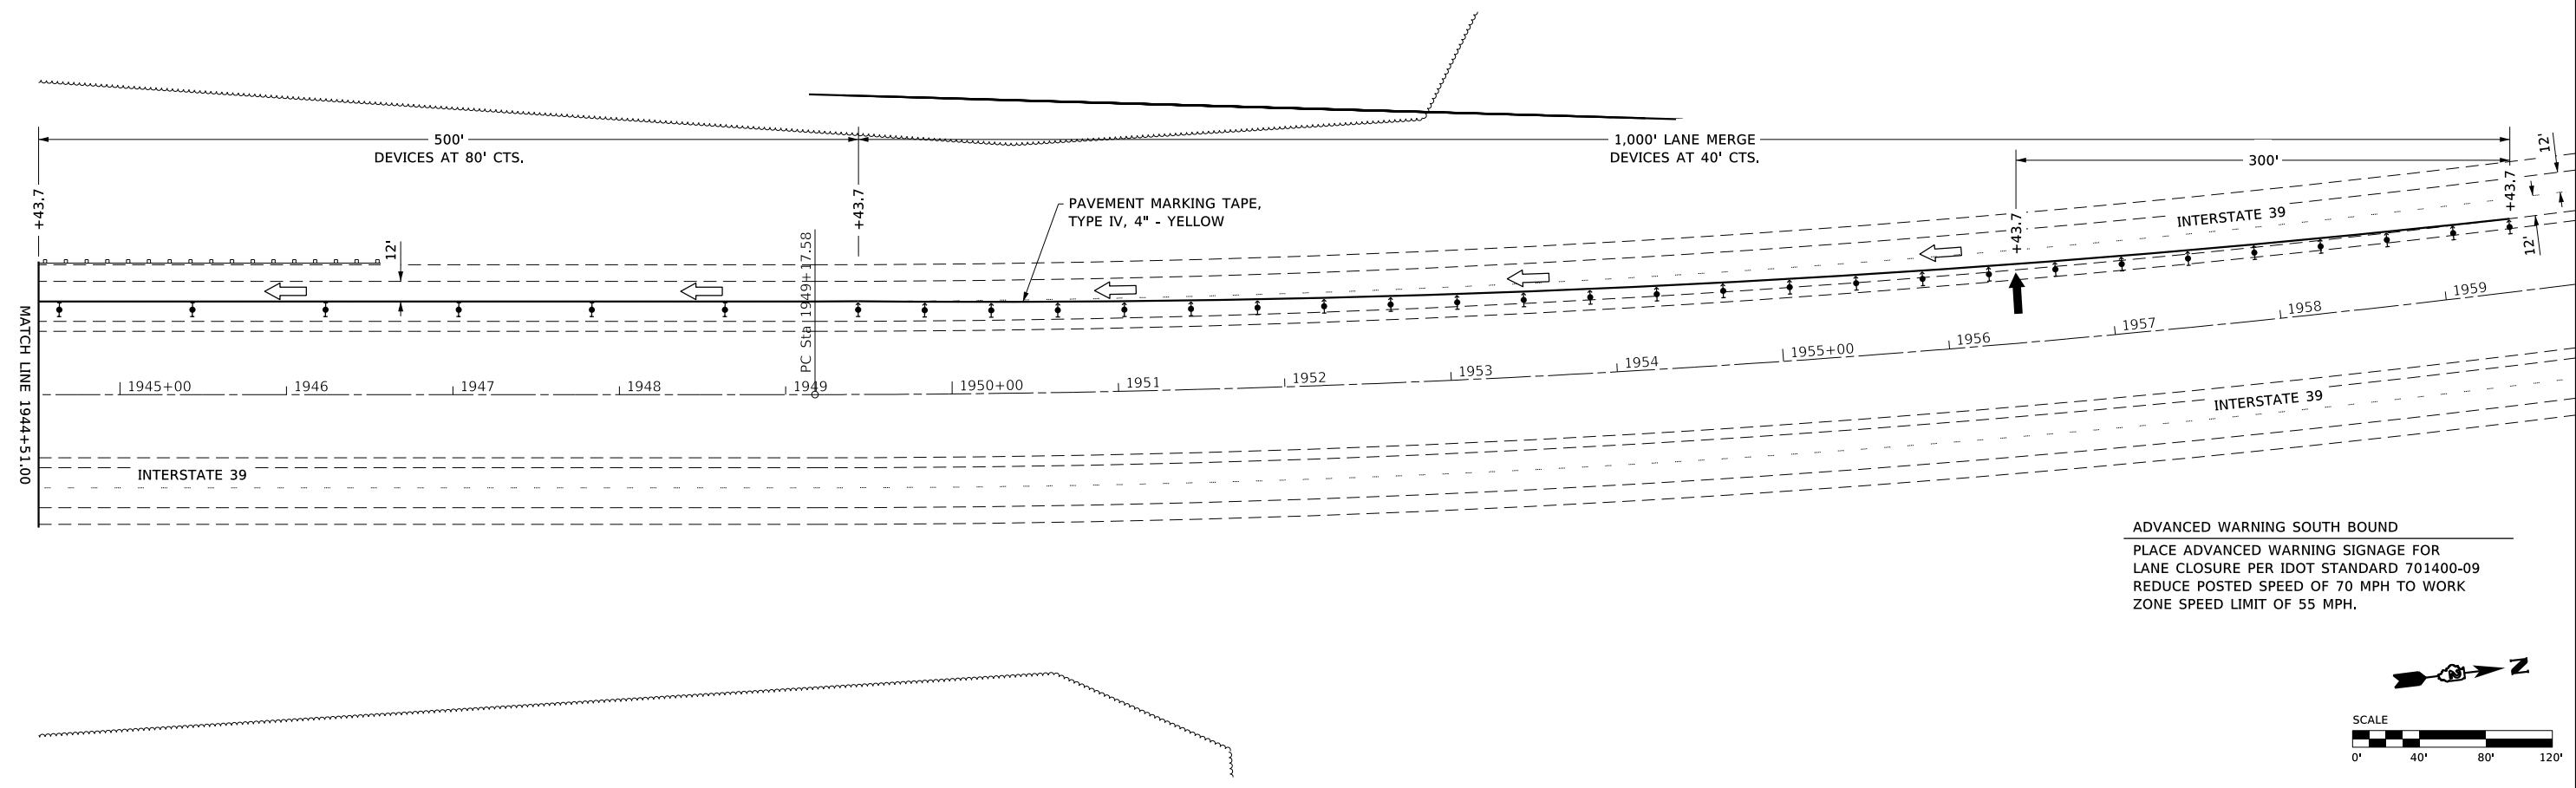 500'
DEVICES AT 80' CTS.
1,000' LANE MERGE
DEVICES AT 40' CTS.
300'
12'
+43.7
+43.7
+43.7
+43.7
PAVEMENT MARKING TAPE,
TYPE IV, 4" - YELLOW
INTERSTATE 39
12'
12'
PC Sta 1949+17.58
MATCH LINE 1944+51.00
1945+00
1946
1947
1948
1949
1950+00
1951
1952
1953
1954
1955+00
1956
1957
1958
1959
INTERSTATE 39
INTERSTATE 39
ADVANCED WARNING SOUTH BOUND
PLACE ADVANCED WARNING SIGNAGE FOR
LANE CLOSURE PER IDOT STANDARD 701400-09
REDUCE POSTED SPEED OF 70 MPH TO WORK
ZONE SPEED LIMIT OF 55 MPH.
N
SCALE
0' 40' 80' 120'